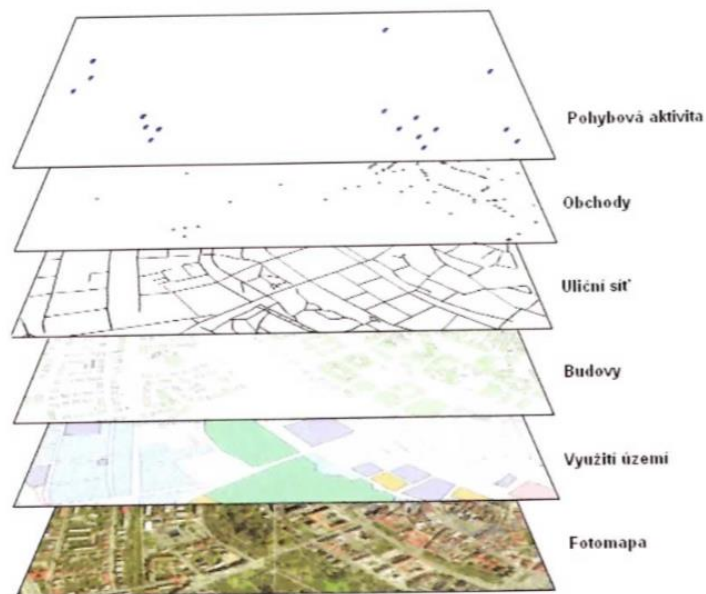 Pohybová aktivita
Obchody
Uliční síť
Budovy
Využití území
Fotomapa